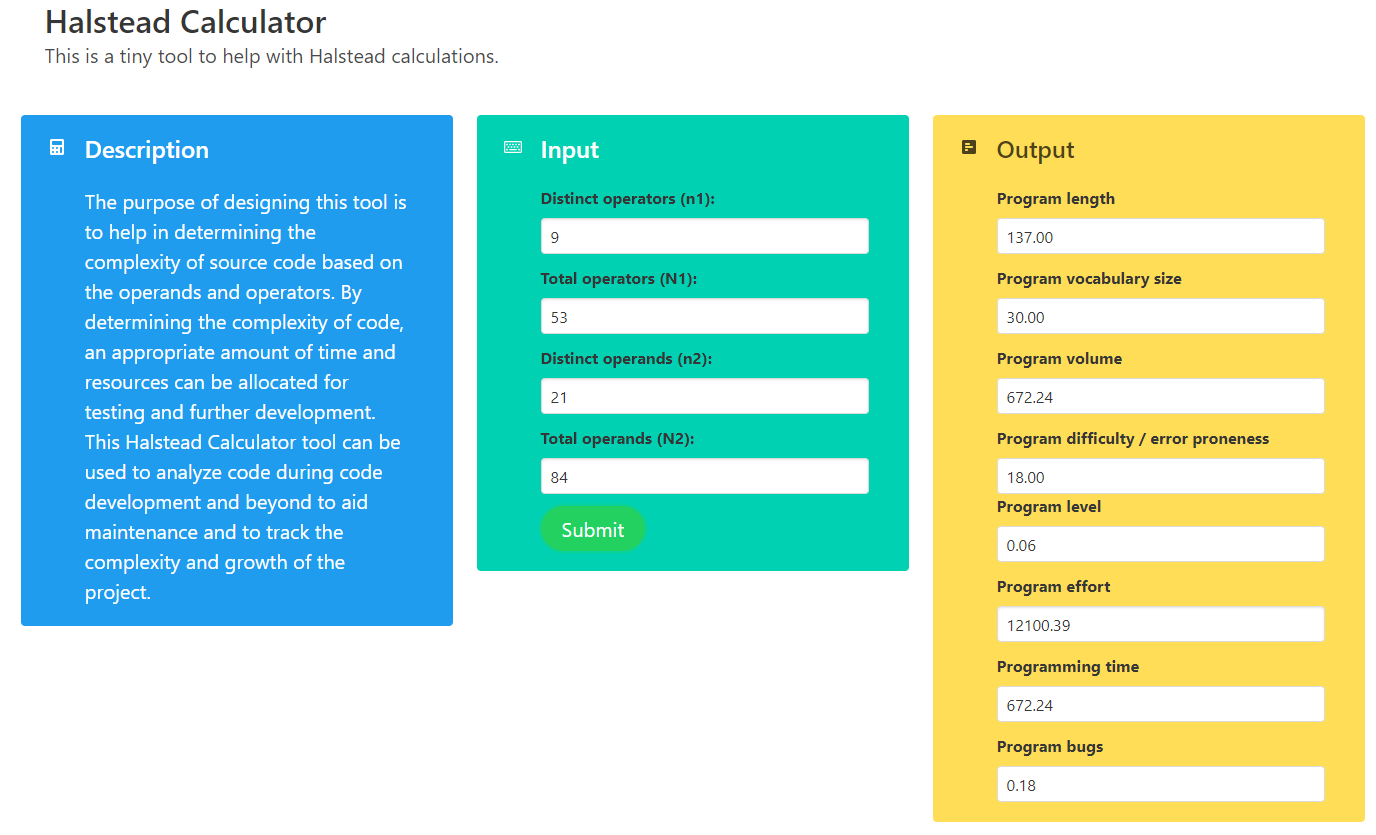 Halstead Calculator
This is a tiny tool to help with Halstead calculations.
Description
The purpose of designing this tool is
to help in determining the
complexity of source code based on
the operands and operators. By
determining the complexity of code,
an appropriate amount of time and
resources can be allocated for
testing and further development.
This Halstead Calculator tool can be
used to analyze code during code
development and beyond to aid
maintenance and to track the
complexity and growth of the
project.
Input
Distinct operators (n1):
9
Total operators (N1):
53
Distinct operands (n2):
21
Total operands (N2):
84
Submit
Output
Program length
137.00
Program vocabulary size
30.00
Program volume
672.24
Program difficulty / error proneness
18.00
Program level
0.06
Program effort
12100.39
Programming time
672.24
Program bugs
0.18